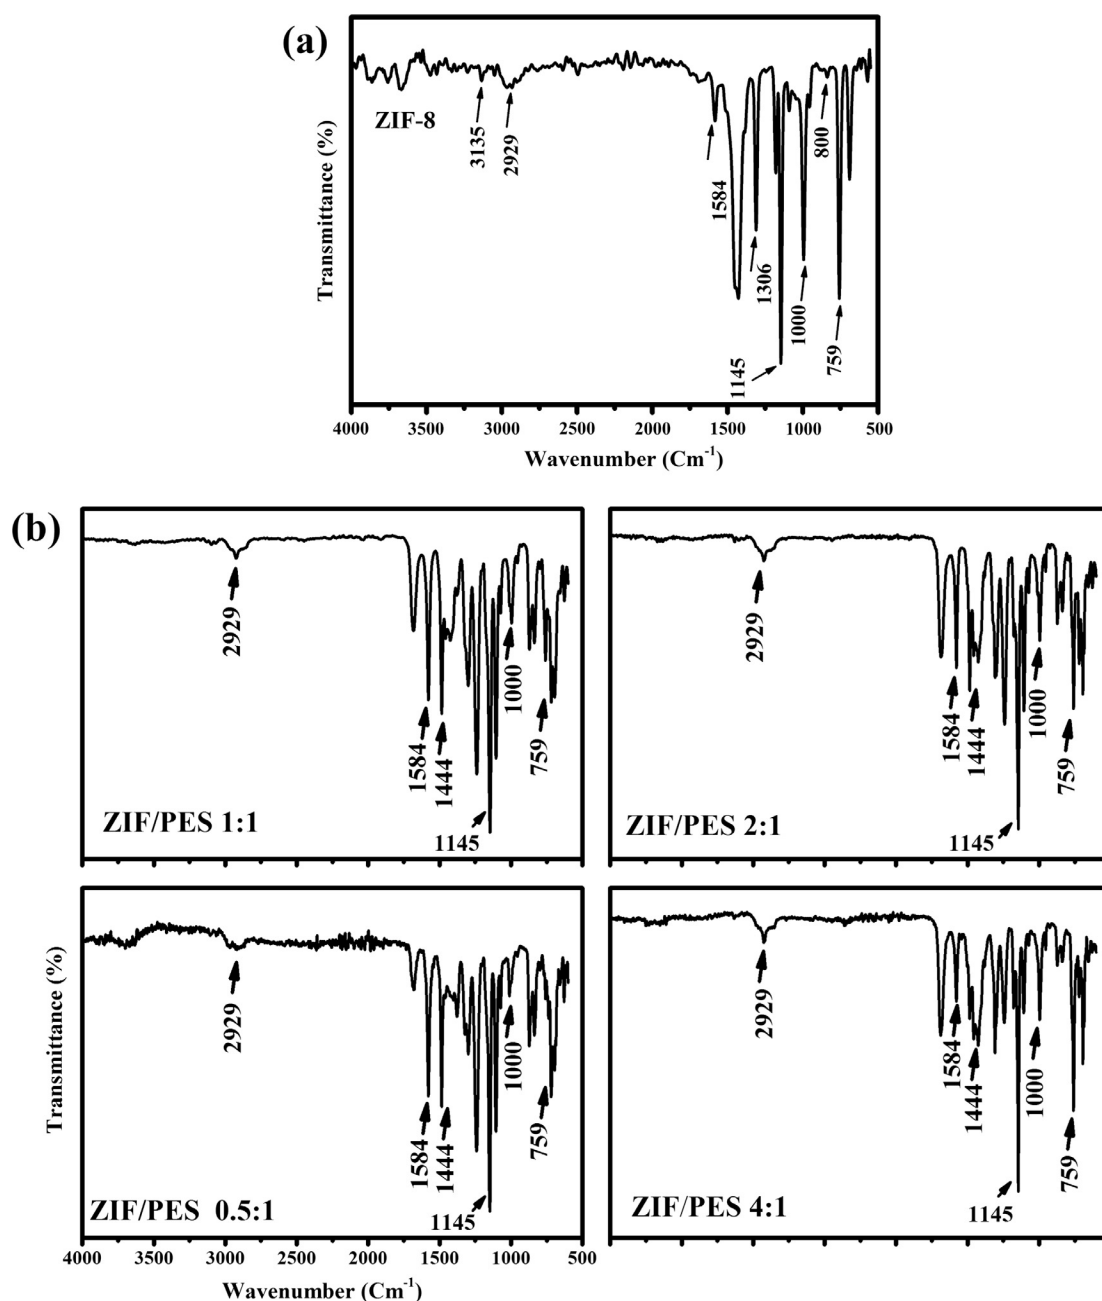 (a)
ZIF-8
3135
2929
1584
1306
1145
1000
800
759
Transmittance (%)
4000 3500 3000 2500 2000 1500 1000 500
Wavenumber (Cm⁻¹)
(b)
2929
1584
1444
1145
1000
759
ZIF/PES 1:1
2929
1584
1444
1145
1000
759
ZIF/PES 2:1
Transmittance (%)
2929
1584
1444
1145
1000
759
ZIF/PES 0.5:1
4000 3500 3000 2500 2000 1500 1000 500
Wavenumber (Cm⁻¹)
2929
1584
1444
1145
1000
759
ZIF/PES 4:1